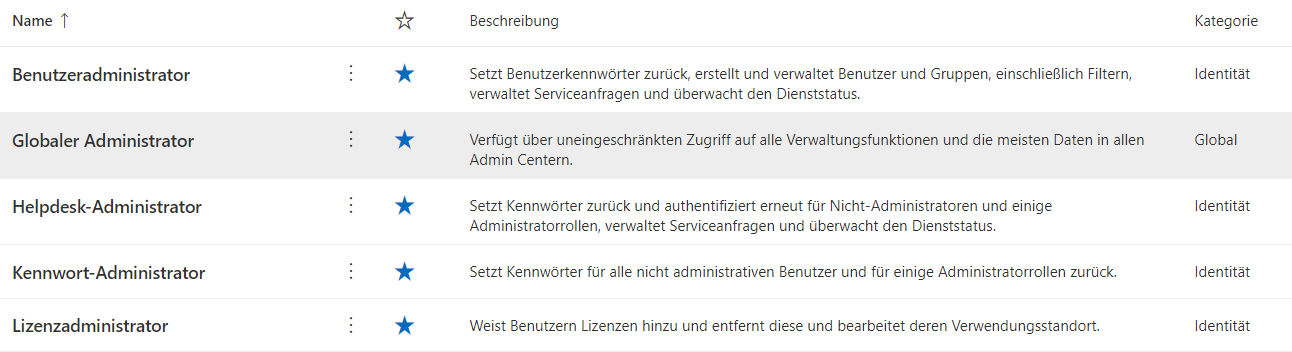 Name ↑ Beschreibung Kategorie
Benutzeradministrator Setzt Benutzerkennwörter zurück, erstellt und verwaltet Benutzer und Gruppen, einschließlich Filtern, Identität
verwaltet Serviceanfragen und überwacht den Dienststatus.
Globaler Administrator Verfügt über uneingeschränkten Zugriff auf alle Verwaltungsfunktionen und die meisten Daten in allen Global
Admin Centern.
Helpdesk-Administrator Setzt Kennwörter zurück und authentifiziert erneut für Nicht-Administratoren und einige Identität
Administratorrollen, verwaltet Serviceanfragen und überwacht den Dienststatus.
Kennwort-Administrator Setzt Kennwörter für alle nicht administrativen Benutzer und für einige Administratorrollen zurück. Identität
Lizenzadministrator Weist Benutzern Lizenzen hinzu und entfernt diese und bearbeitet deren Verwendungsstandort. Identität